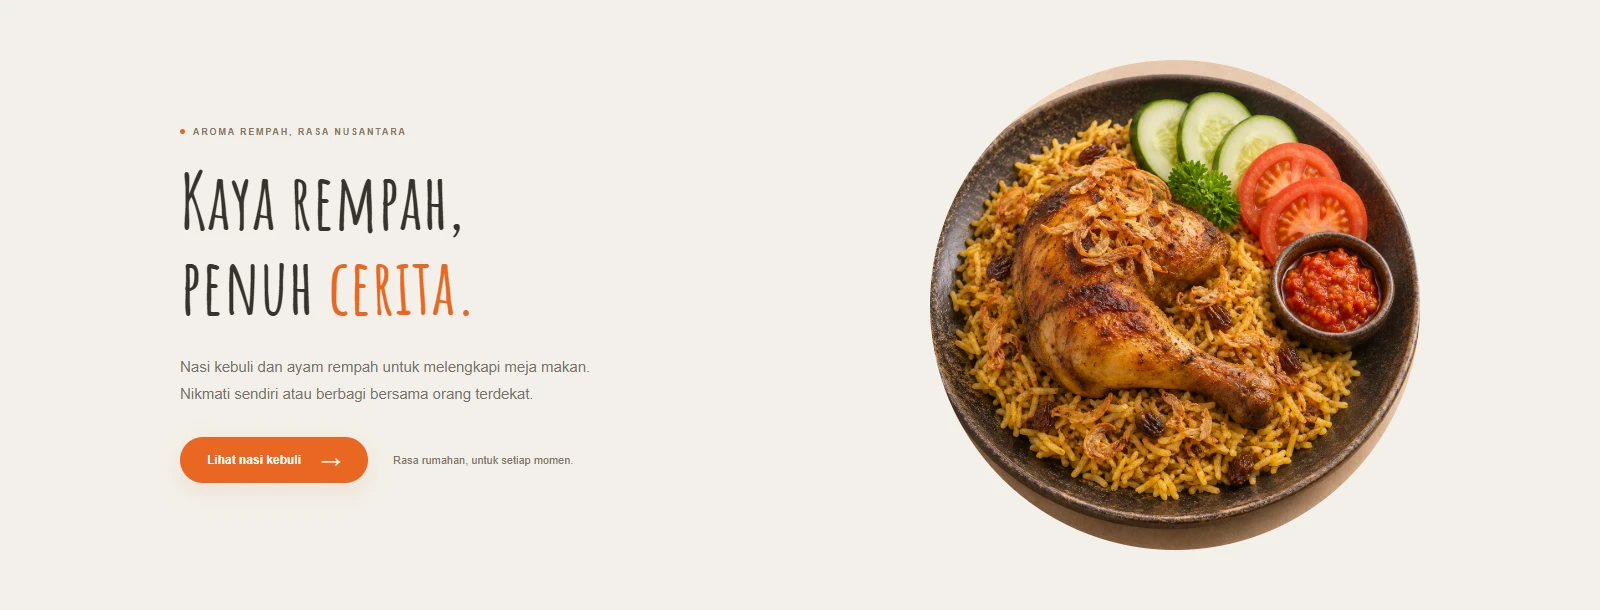 AROMA REMPAH, RASA NUSANTARA
KAYA REMPAH,
PENUH CERITA.
Nasi kebuli dan ayam rempah untuk melengkapi meja makan.
Nikmati sendiri atau berbagi bersama orang terdekat.
Lihat nasi kebuli →
Rasa rumahan, untuk setiap momen.